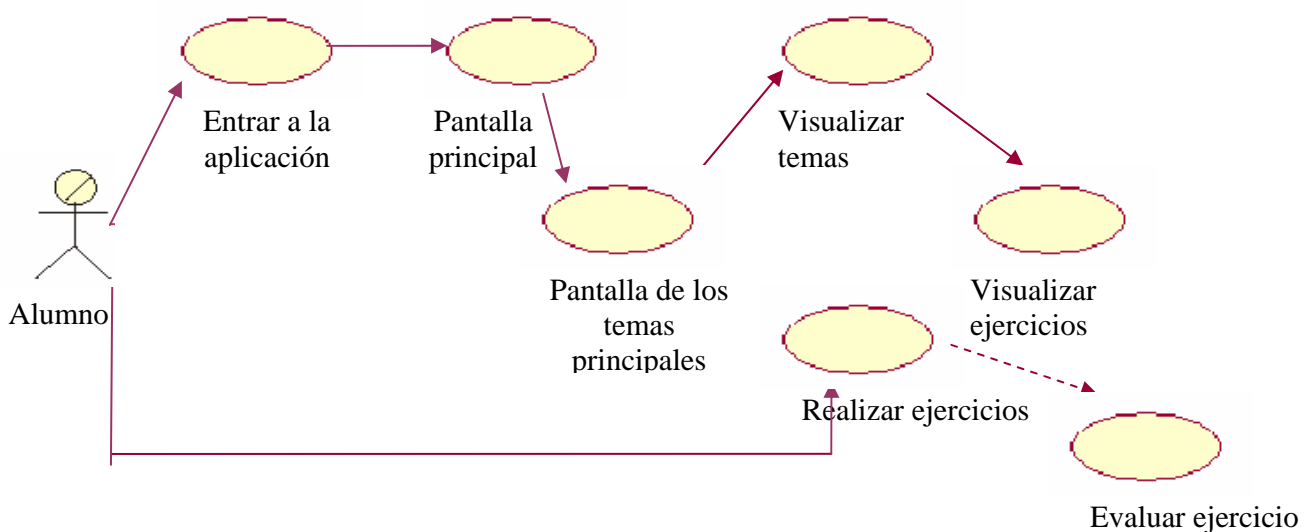 Entrar a la
aplicación
Pantalla
principal
Visualizar
temas
Alumno
Pantalla de los
temas
principales
Visualizar
ejercicios
Realizar ejercicios
Evaluar ejercicio